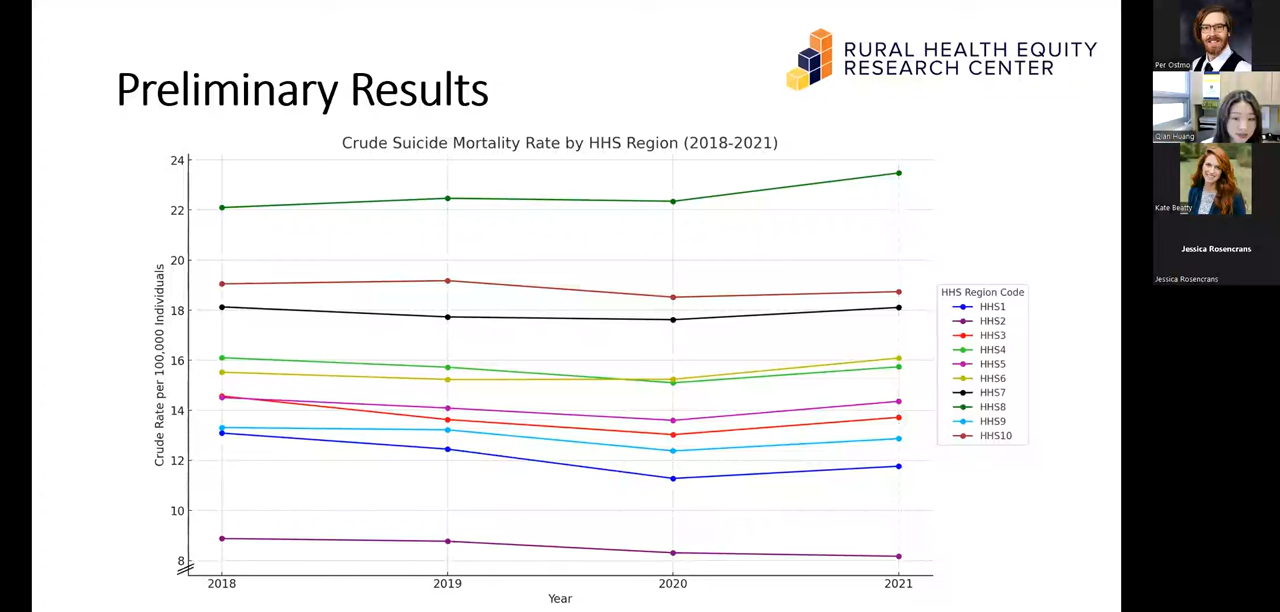 Preliminary Results
RURAL HEALTH EQUITY
RESEARCH CENTER
Crude Suicide Mortality Rate by HHS Region (2018-2021)
Crude Rate per 100,000 Individuals
24
22
20
18
16
14
12
10
8
2018
2019
2020
2021
Year
HHS Region Code
HHS1
HHS2
HHS3
HHS4
HHS5
HHS6
HHS7
HHS8
HHS9
HHS10
Per Ostmo
Qian Huang
Kate Beatty
Jessica Rosencrans
Jessica Rosencrans